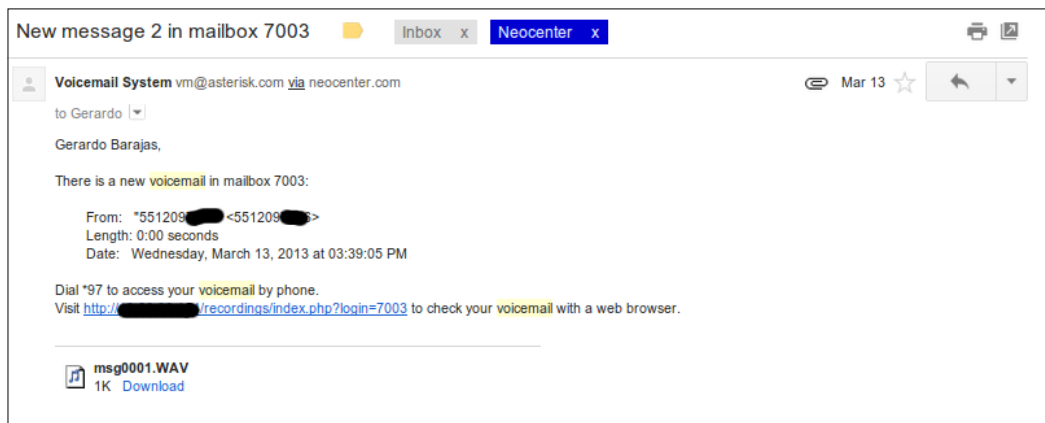 New message 2 in mailbox 7003 Inbox x Neocenter x
Voicemail System vm@asterisk.com via neocenter.com Mar 13
to Gerardo
Gerardo Barajas,
There is a new voicemail in mailbox 7003:
From: "551209 <551209 >
Length: 0:00 seconds
Date: Wednesday, March 13, 2013 at 03:39:05 PM
Dial *97 to access your voicemail by phone.
Visit http:// /recordings/index.php?login=7003 to check your voicemail with a web browser.
msg0001.WAV
1K Download